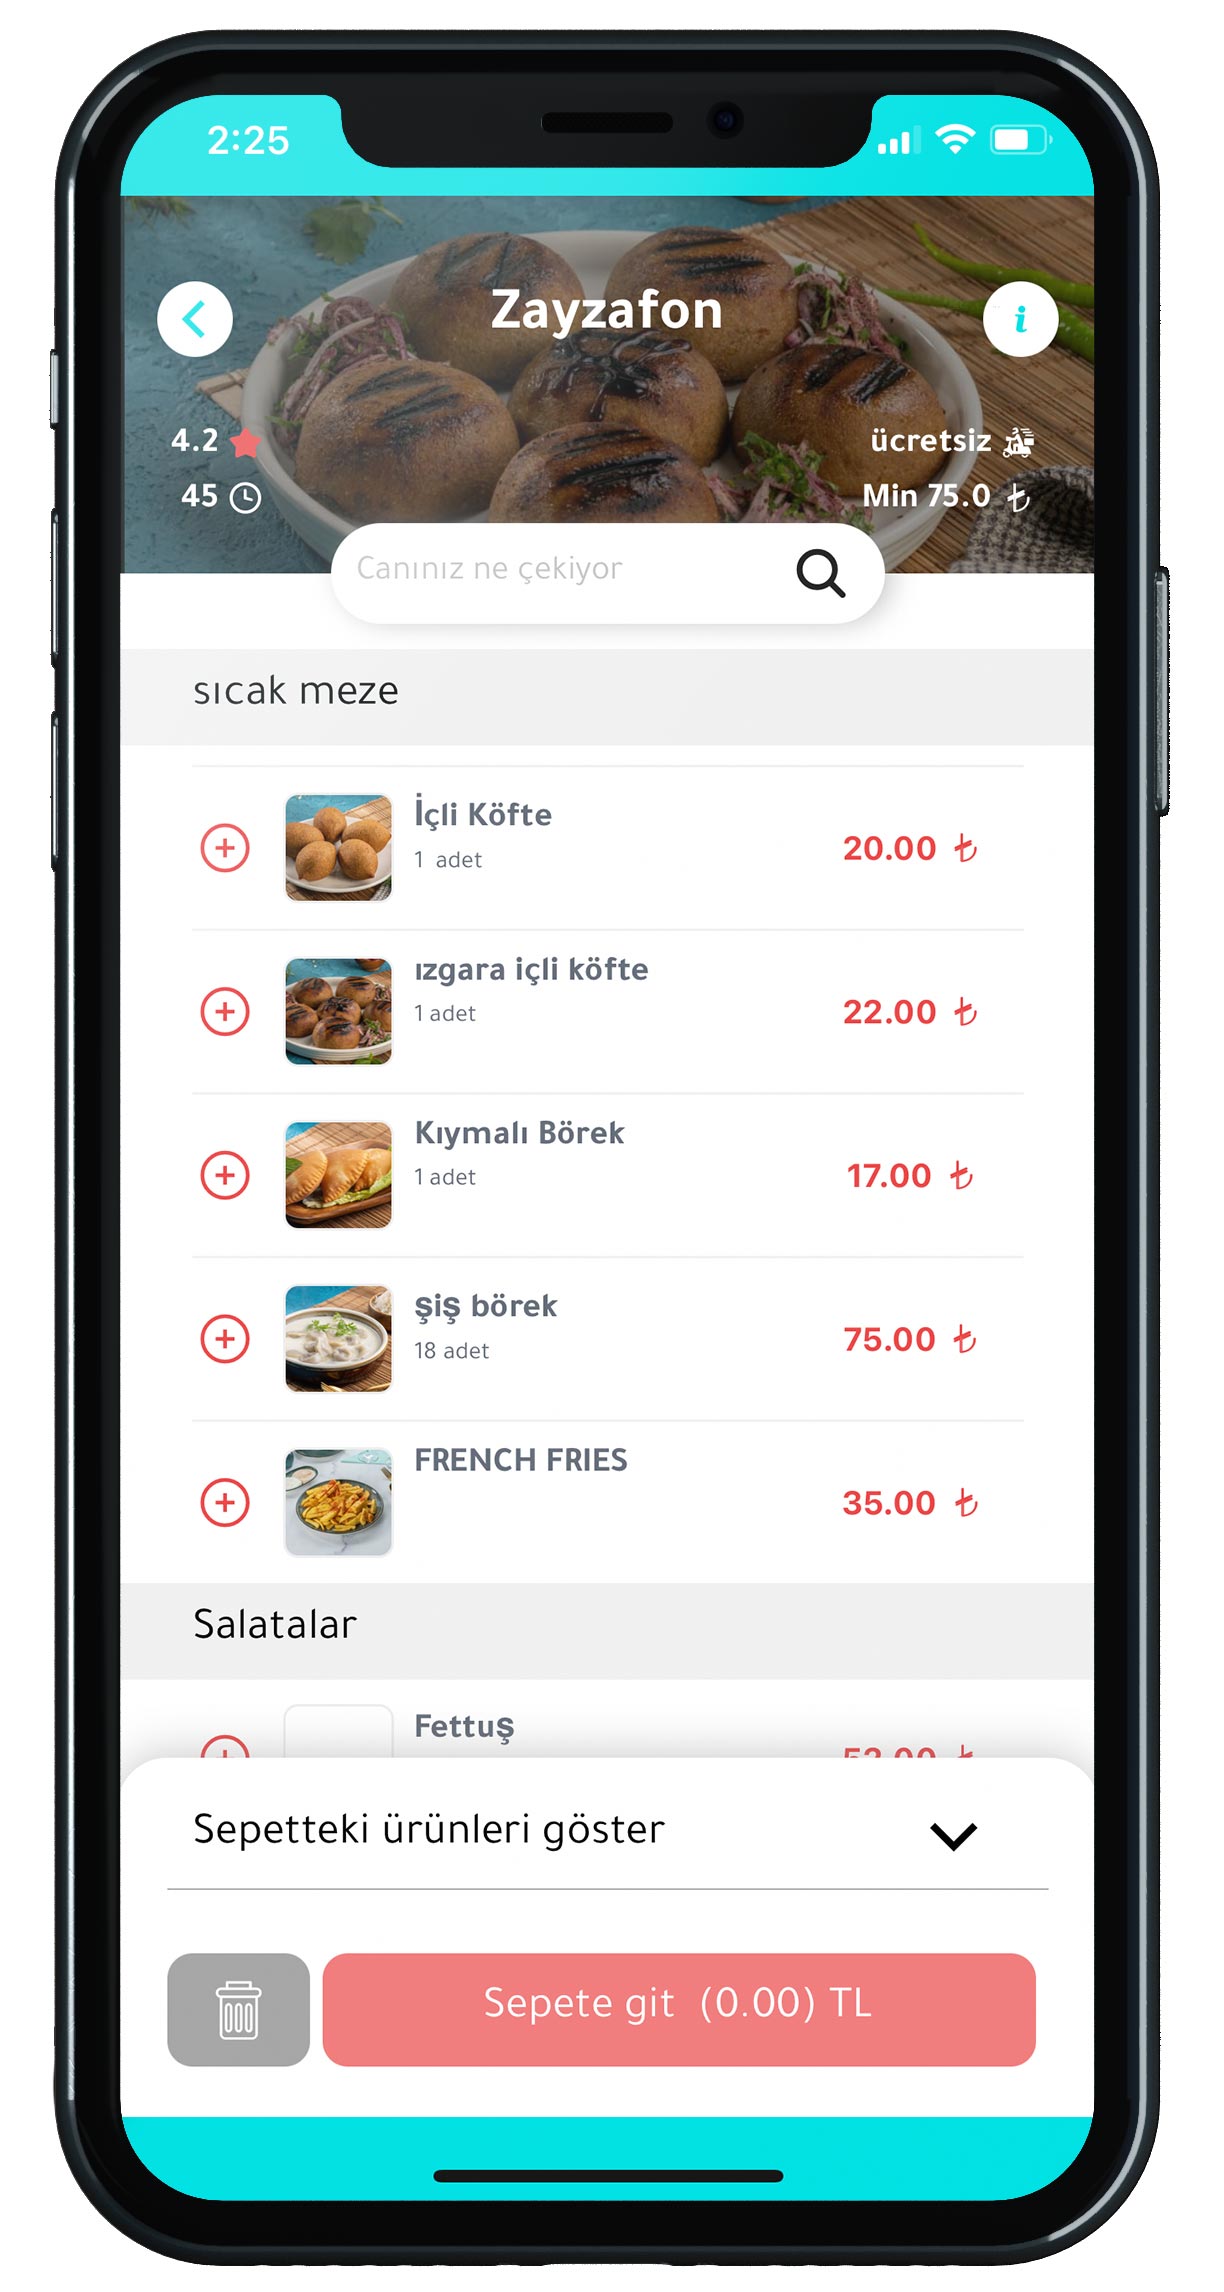 2:25
Zayzafon
i
4.2
ücretsiz
45
Min 75.0 ₺
Canınız ne çekiyor
sıcak meze
İçli Köfte
1 adet
20.00 ₺
ızgara içli köfte
1 adet
22.00 ₺
Kıymalı Börek
1 adet
17.00 ₺
şiş börek
18 adet
75.00 ₺
FRENCH FRIES
35.00 ₺
Salatalar
Fettuş
Sepetteki ürünleri göster
Sepete git (0.00) TL